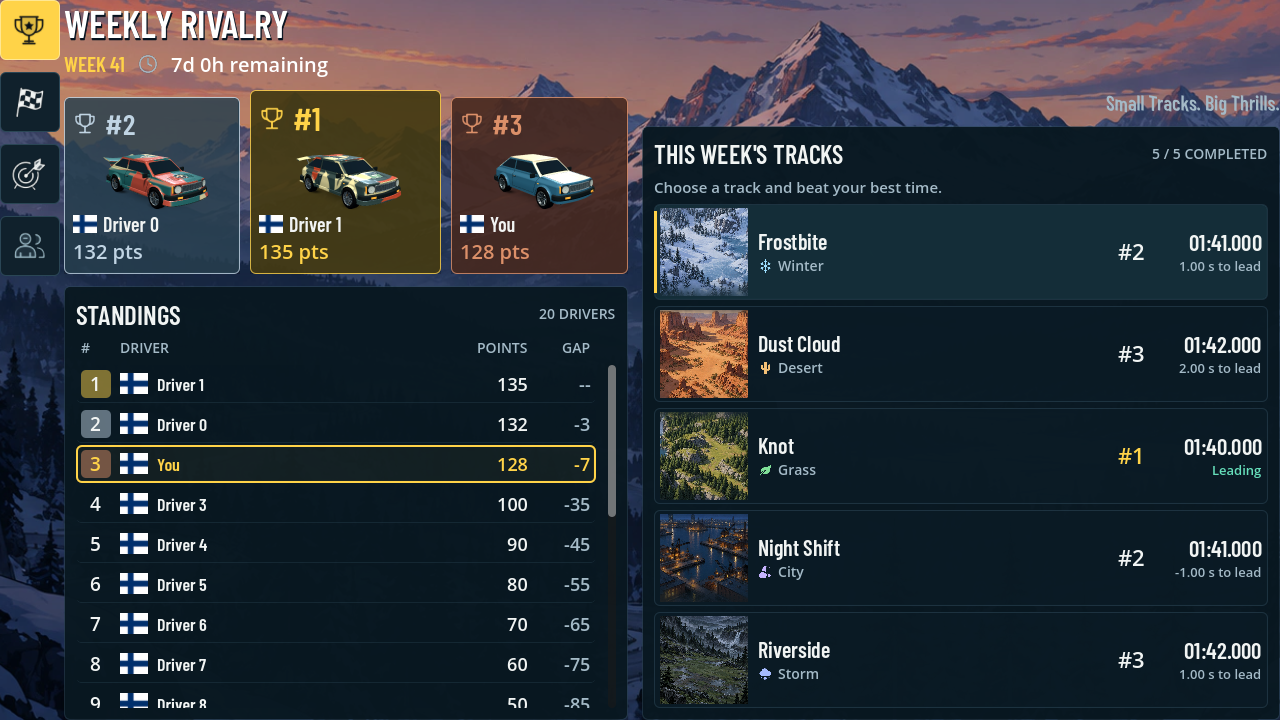 WEEKLY RIVALRY
WEEK 41 7d 0h remaining
Small Tracks. Big Thrills.
#2
Driver 0
132 pts
#1
Driver 1
135 pts
#3
You
128 pts
STANDINGS 20 DRIVERS
# DRIVER POINTS GAP
1 Driver 1 135 --
2 Driver 0 132 -3
3 You 128 -7
4 Driver 3 100 -35
5 Driver 4 90 -45
6 Driver 5 80 -55
7 Driver 6 70 -65
8 Driver 7 60 -75
9 Driver 8 50 -85
THIS WEEK'S TRACKS 5 / 5 COMPLETED
Choose a track and beat your best time.
Frostbite
Winter
#2
01:41.000
1.00 s to lead
Dust Cloud
Desert
#3
01:42.000
2.00 s to lead
Knot
Grass
#1
01:40.000
Leading
Night Shift
City
#2
01:41.000
-1.00 s to lead
Riverside
Storm
#3
01:42.000
1.00 s to lead